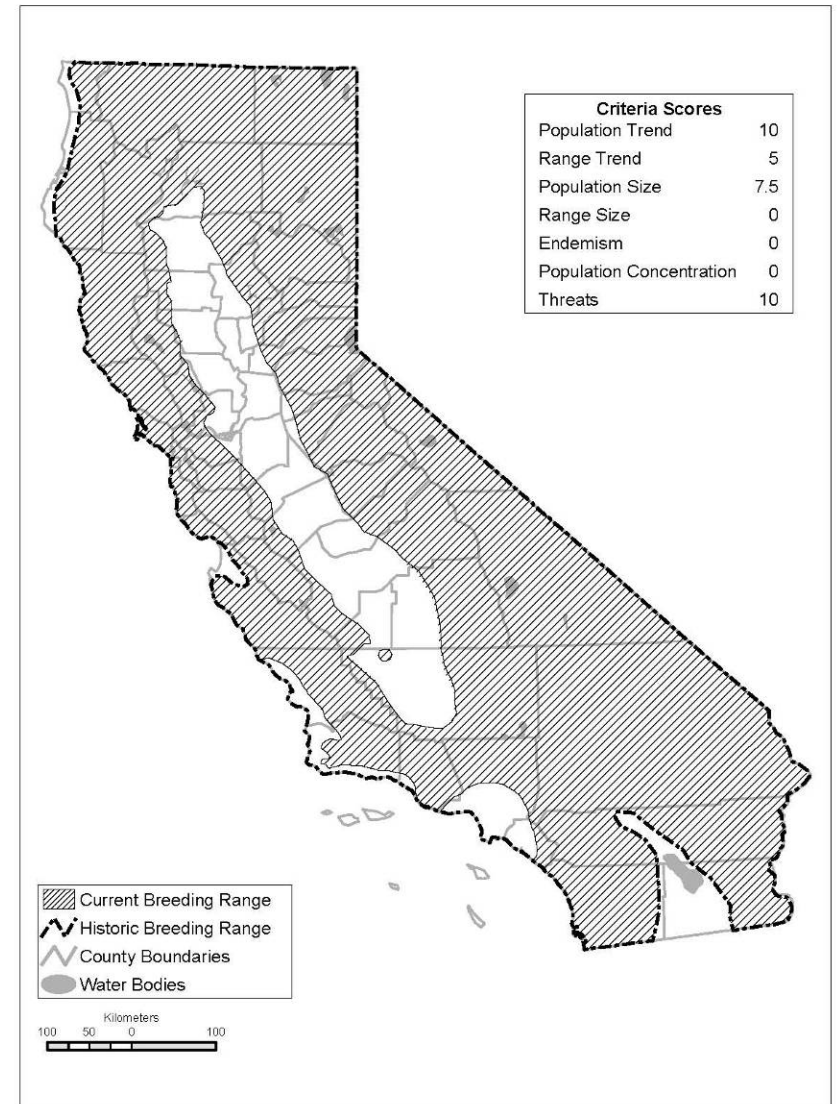 Criteria Scores
Population Trend 10
Range Trend 5
Population Size 7.5
Range Size 0
Endemism 0
Population Concentration 0
Threats 10
Current Breeding Range
Historic Breeding Range
County Boundaries
Water Bodies
Kilometers
100 50 0 100